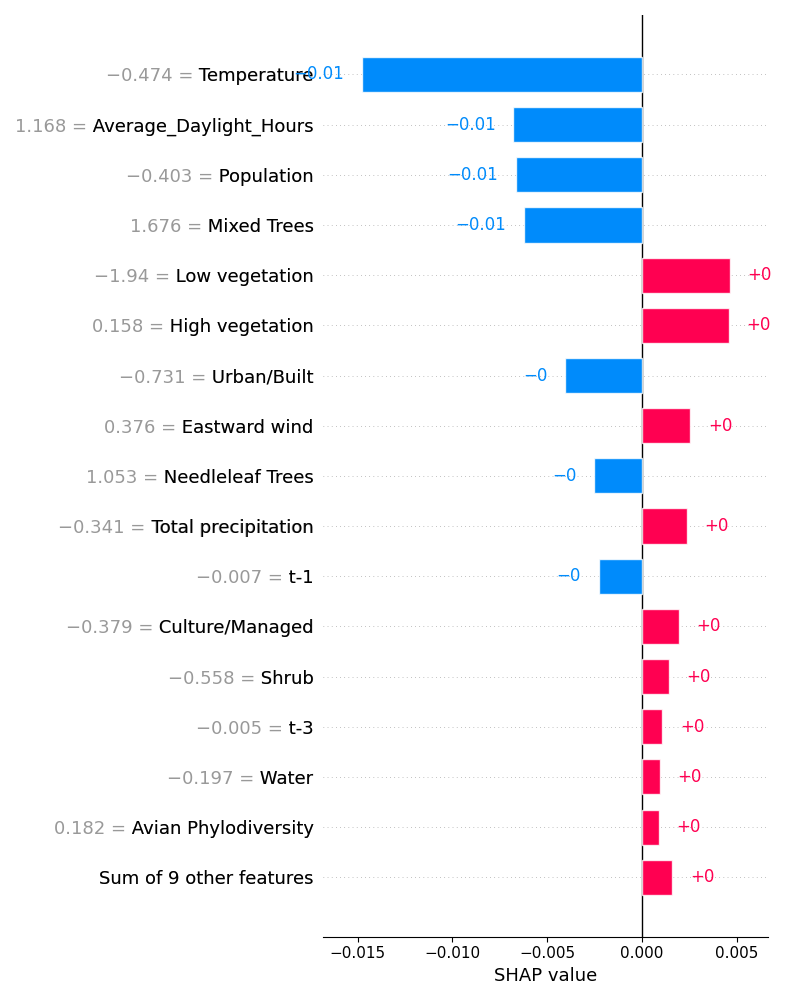 −0.474 = Temperature −0.01
1.168 = Average_Daylight_Hours −0.01
−0.403 = Population −0.01
1.676 = Mixed Trees −0.01
−1.94 = Low vegetation +0
0.158 = High vegetation +0
−0.731 = Urban/Built −0
0.376 = Eastward wind +0
1.053 = Needleleaf Trees −0
−0.341 = Total precipitation +0
−0.007 = t-1 −0
−0.379 = Culture/Managed +0
−0.558 = Shrub +0
−0.005 = t-3 +0
−0.197 = Water +0
0.182 = Avian Phylodiversity +0
Sum of 9 other features +0
−0.015 −0.010 −0.005 0.000 0.005
SHAP value